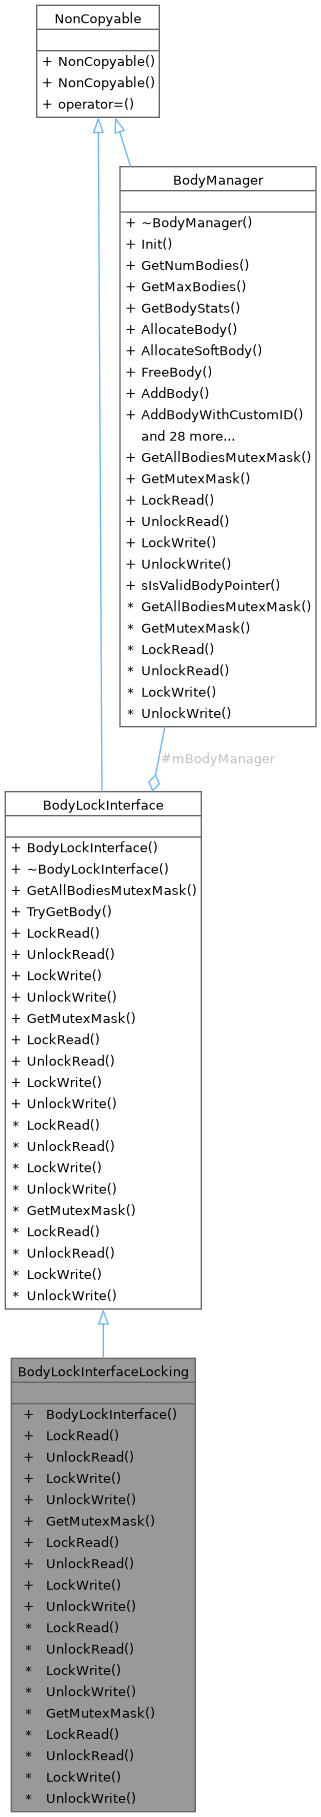 NonCopyable
+ NonCopyable()
+ NonCopyable()
+ operator=()
BodyManager
+ ~BodyManager()
+ Init()
+ GetNumBodies()
+ GetMaxBodies()
+ GetBodyStats()
+ AllocateBody()
+ AllocateSoftBody()
+ FreeBody()
+ AddBody()
+ AddBodyWithCustomID()
and 28 more...
+ GetAllBodiesMutexMask()
+ GetMutexMask()
+ LockRead()
+ UnlockRead()
+ LockWrite()
+ UnlockWrite()
+ sIsValidBodyPointer()
* GetAllBodiesMutexMask()
* GetMutexMask()
* LockRead()
* UnlockRead()
* LockWrite()
* UnlockWrite()
#mBodyManager
BodyLockInterface
+ BodyLockInterface()
+ ~BodyLockInterface()
+ GetAllBodiesMutexMask()
+ TryGetBody()
+ LockRead()
+ UnlockRead()
+ LockWrite()
+ UnlockWrite()
+ GetMutexMask()
+ LockRead()
+ UnlockRead()
+ LockWrite()
+ UnlockWrite()
* LockRead()
* UnlockRead()
* LockWrite()
* UnlockWrite()
* GetMutexMask()
* LockRead()
* UnlockRead()
* LockWrite()
* UnlockWrite()
BodyLockInterfaceLocking
+ BodyLockInterface()
+ LockRead()
+ UnlockRead()
+ LockWrite()
+ UnlockWrite()
+ GetMutexMask()
+ LockRead()
+ UnlockRead()
+ LockWrite()
+ UnlockWrite()
* LockRead()
* UnlockRead()
* LockWrite()
* UnlockWrite()
* GetMutexMask()
* LockRead()
* UnlockRead()
* LockWrite()
* UnlockWrite()